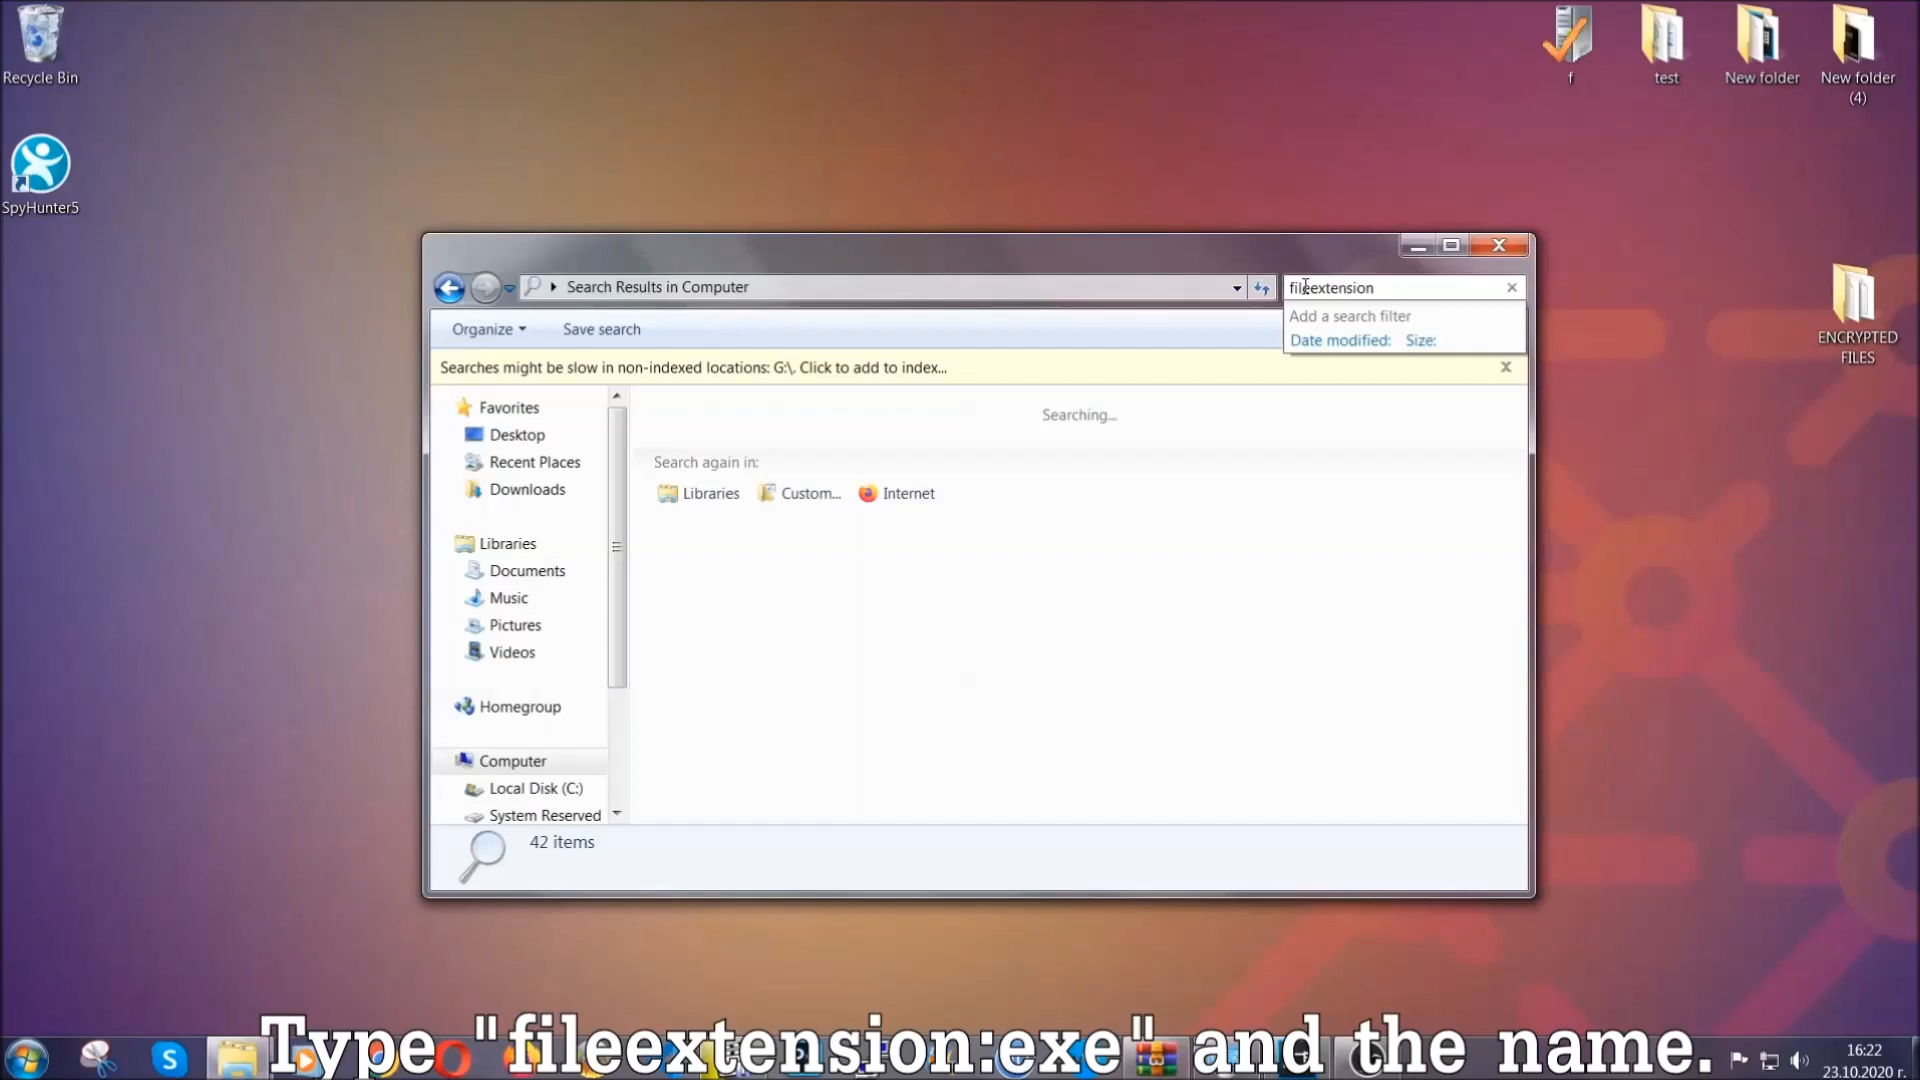 Recycle Bin
SpyHunter5
f
test
New folder
New folder
(4)
ENCRYPTED
FILES
Search Results in Computer
fileextension
Add a search filter
Date modified: Size:
Organize
Save search
Searches might be slow in non-indexed locations: G:\. Click to add to index...
Favorites
Desktop
Recent Places
Downloads
Libraries
Documents
Music
Pictures
Videos
Homegroup
Computer
Local Disk (C:)
System Reserved
Searching...
Search again in:
Libraries
Custom...
Internet
42 items
Type "fileextension:exe" and the name.
16:22
23.10.2020 г.